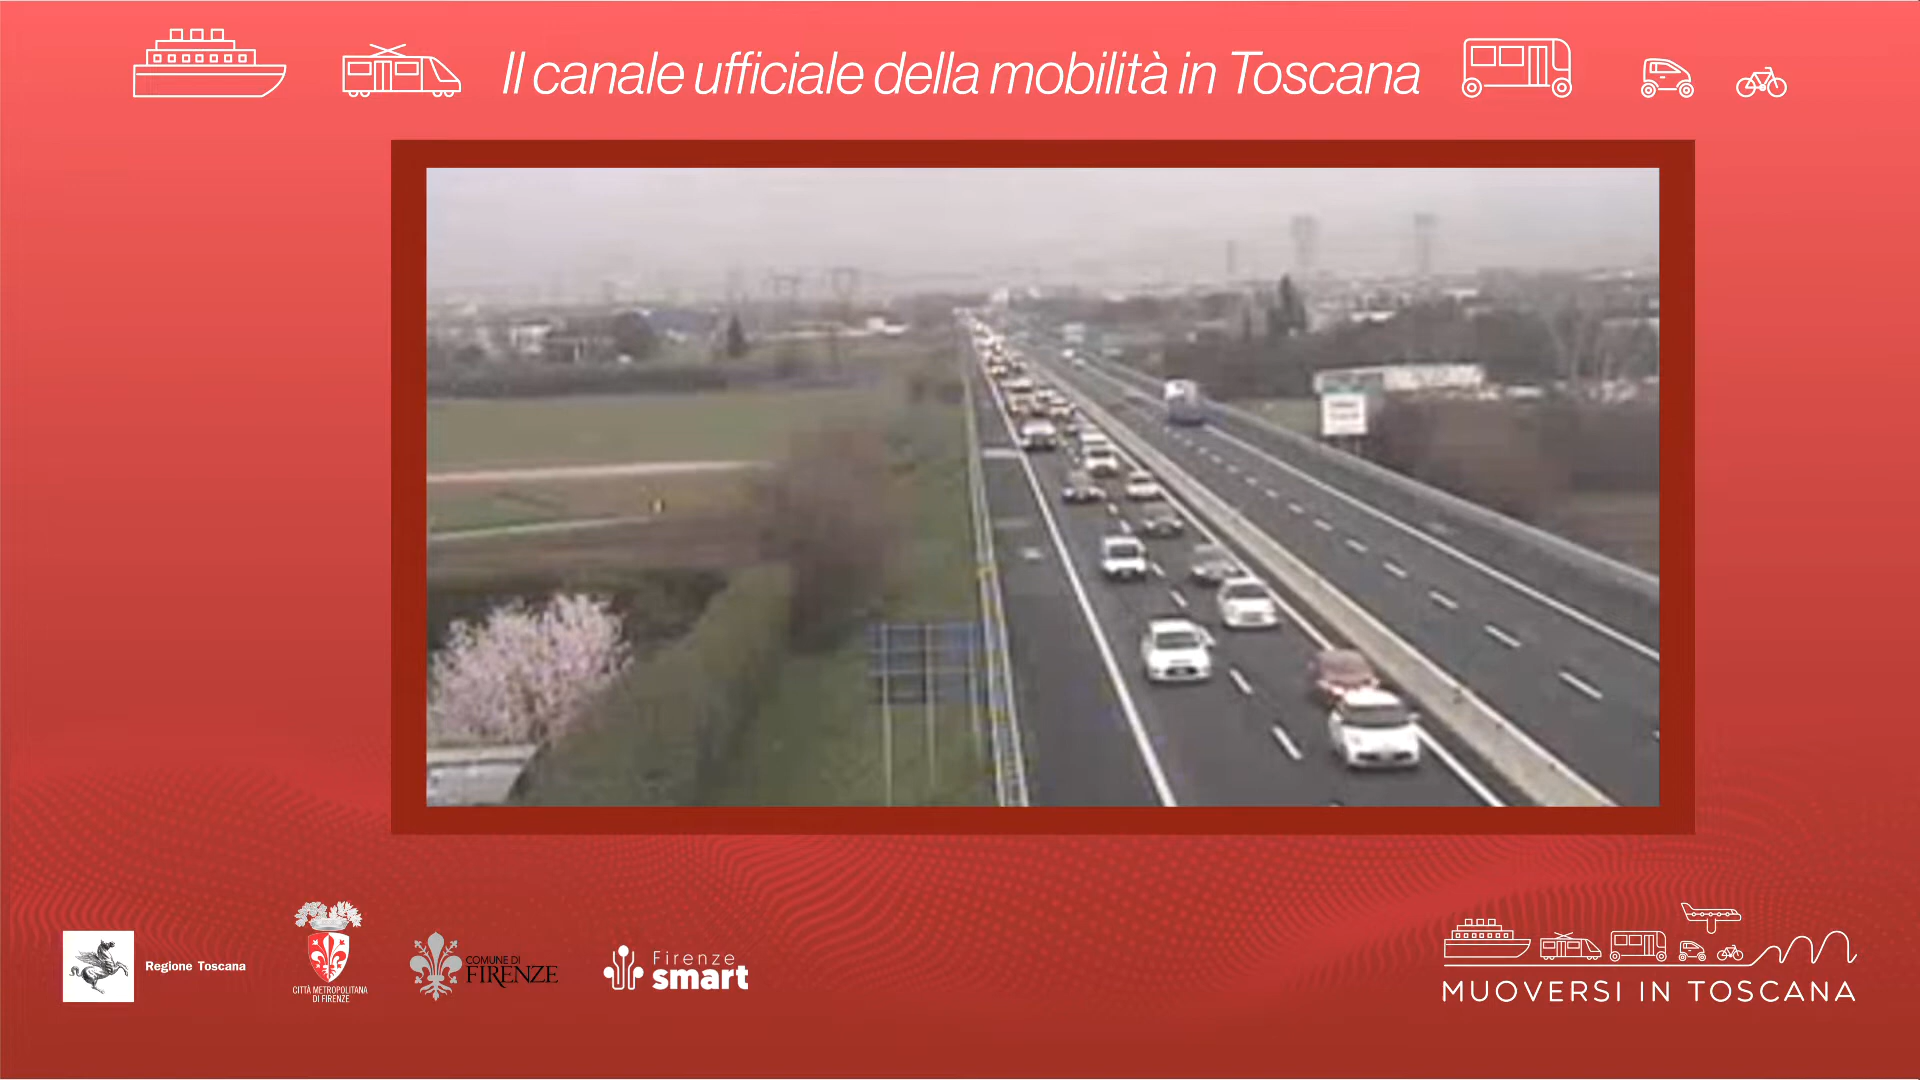 Il canale ufficiale della mobilità in Toscana
Regione Toscana
CITTÀ METROPOLITANA
DI FIRENZE
COMUNE DI
FIRENZE
Firenze
smart
MUOVERSI IN TOSCANA